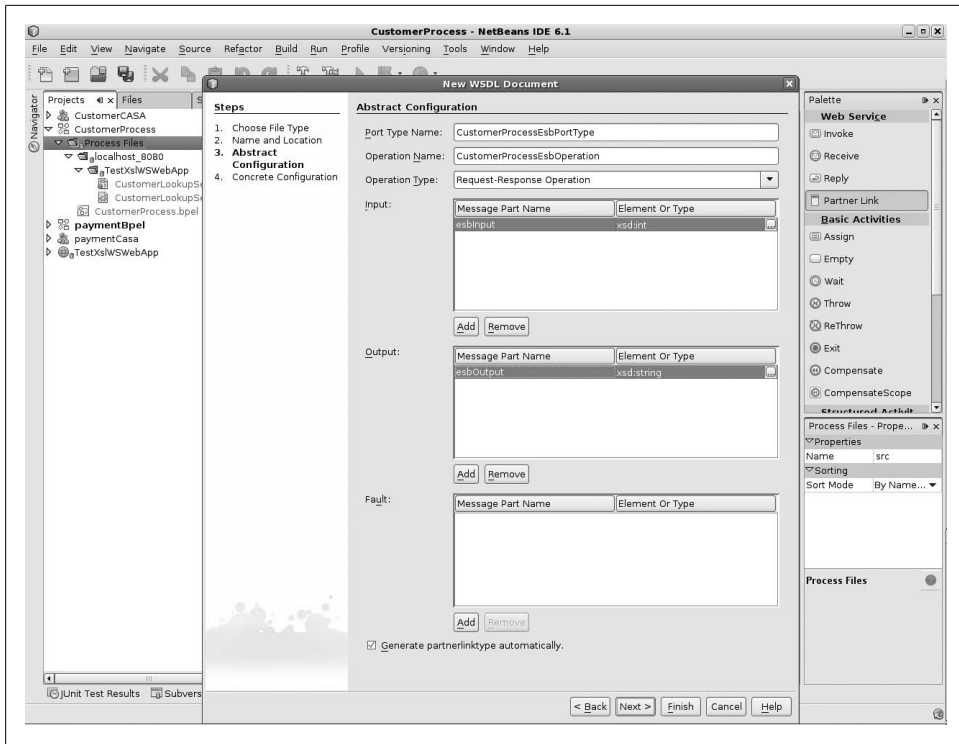 CustomerProcess - NetBeans IDE 6.1
File Edit View Navigate Source Refactor Build Run Profile Versioning Tools Window Help
Navigator
Projects Files S
CustomerCASA
CustomerProcess
Process Files
localhost_8080
TestXslWSWebApp
CustomerLookupSe
CustomerLookupSe
CustomerProcess.bpel
paymentBpel
paymentCasa
TestXslWSWebApp
JUnit Test Results Subvers
New WSDL Document
Steps
1. Choose File Type
2. Name and Location
3. Abstract
Configuration
4. Concrete Configuration
Abstract Configuration
Port Type Name: CustomerProcessEsbPortType
Operation Name: CustomerProcessEsbOperation
Operation Type: Request-Response Operation
Input:
Message Part Name Element Or Type
esbInput xsd:int ...
Add Remove
Output:
Message Part Name Element Or Type
esbOutput xsd:string ...
Add Remove
Fault:
Message Part Name Element Or Type
Add Remove
Generate partnerlinktype automatically.
< Back Next > Finish Cancel Help
Palette
Web Service
Invoke
Receive
Reply
Partner Link
Basic Activities
Assign
Empty
Wait
Throw
ReThrow
Exit
Compensate
CompensateScope
Structured Activit
Process Files - Prope...
Properties
Name src
Sorting
Sort Mode By Name...
Process Files